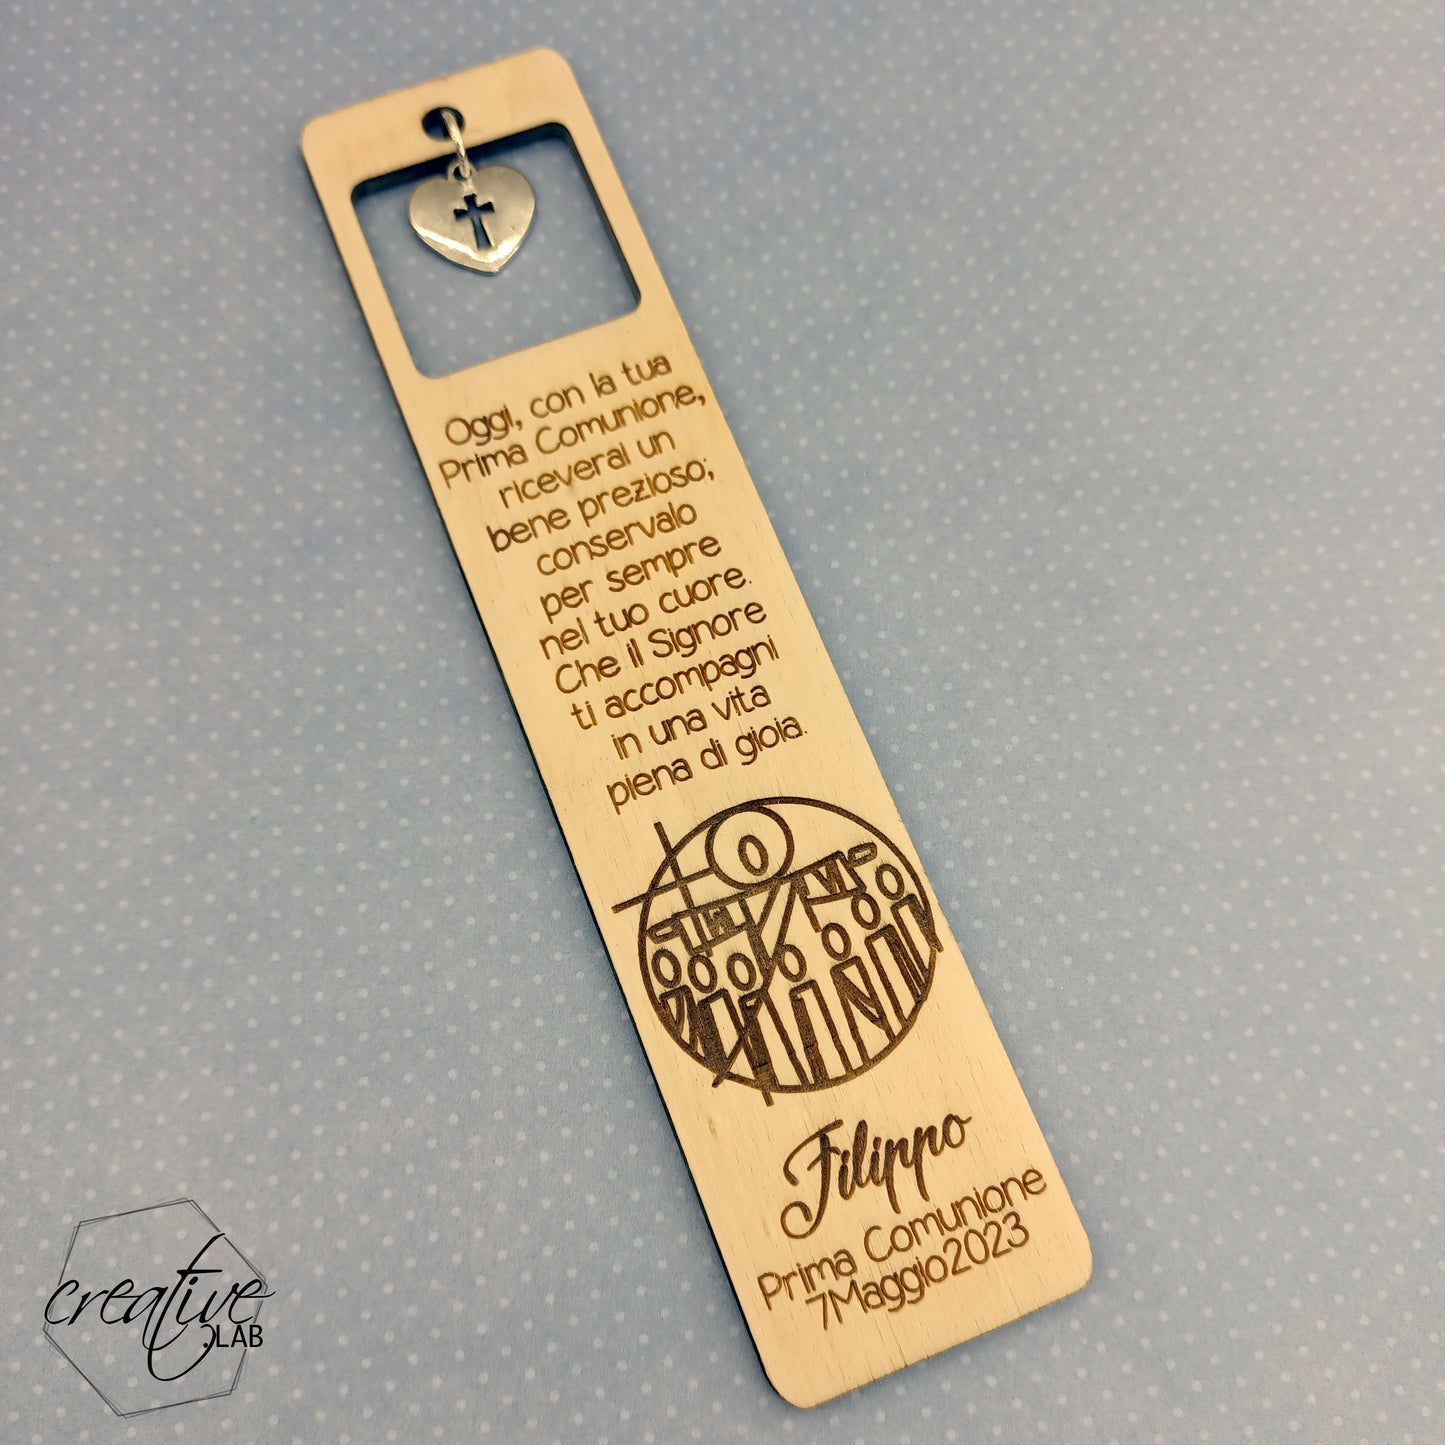 Oggi, con la tua
Prima Comunione,
riceverai un
bene prezioso;
conservalo
per sempre
nel tuo cuore.
Che il Signore
ti accompagni
in una vita
piena di gioia.
Filippo
Prima Comunione
7Maggio2023
creative
.LAB